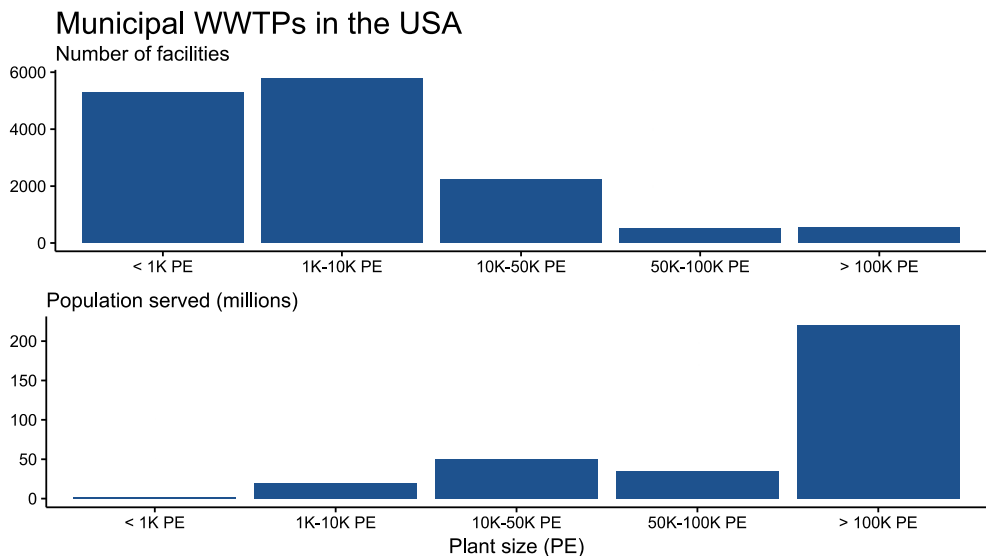 Municipal WWTPs in the USA
Number of facilities
6000
4000
2000
0
< 1K PE 1K-10K PE 10K-50K PE 50K-100K PE > 100K PE
Population served (millions)
200
150
100
50
0
< 1K PE 1K-10K PE 10K-50K PE 50K-100K PE > 100K PE
Plant size (PE)